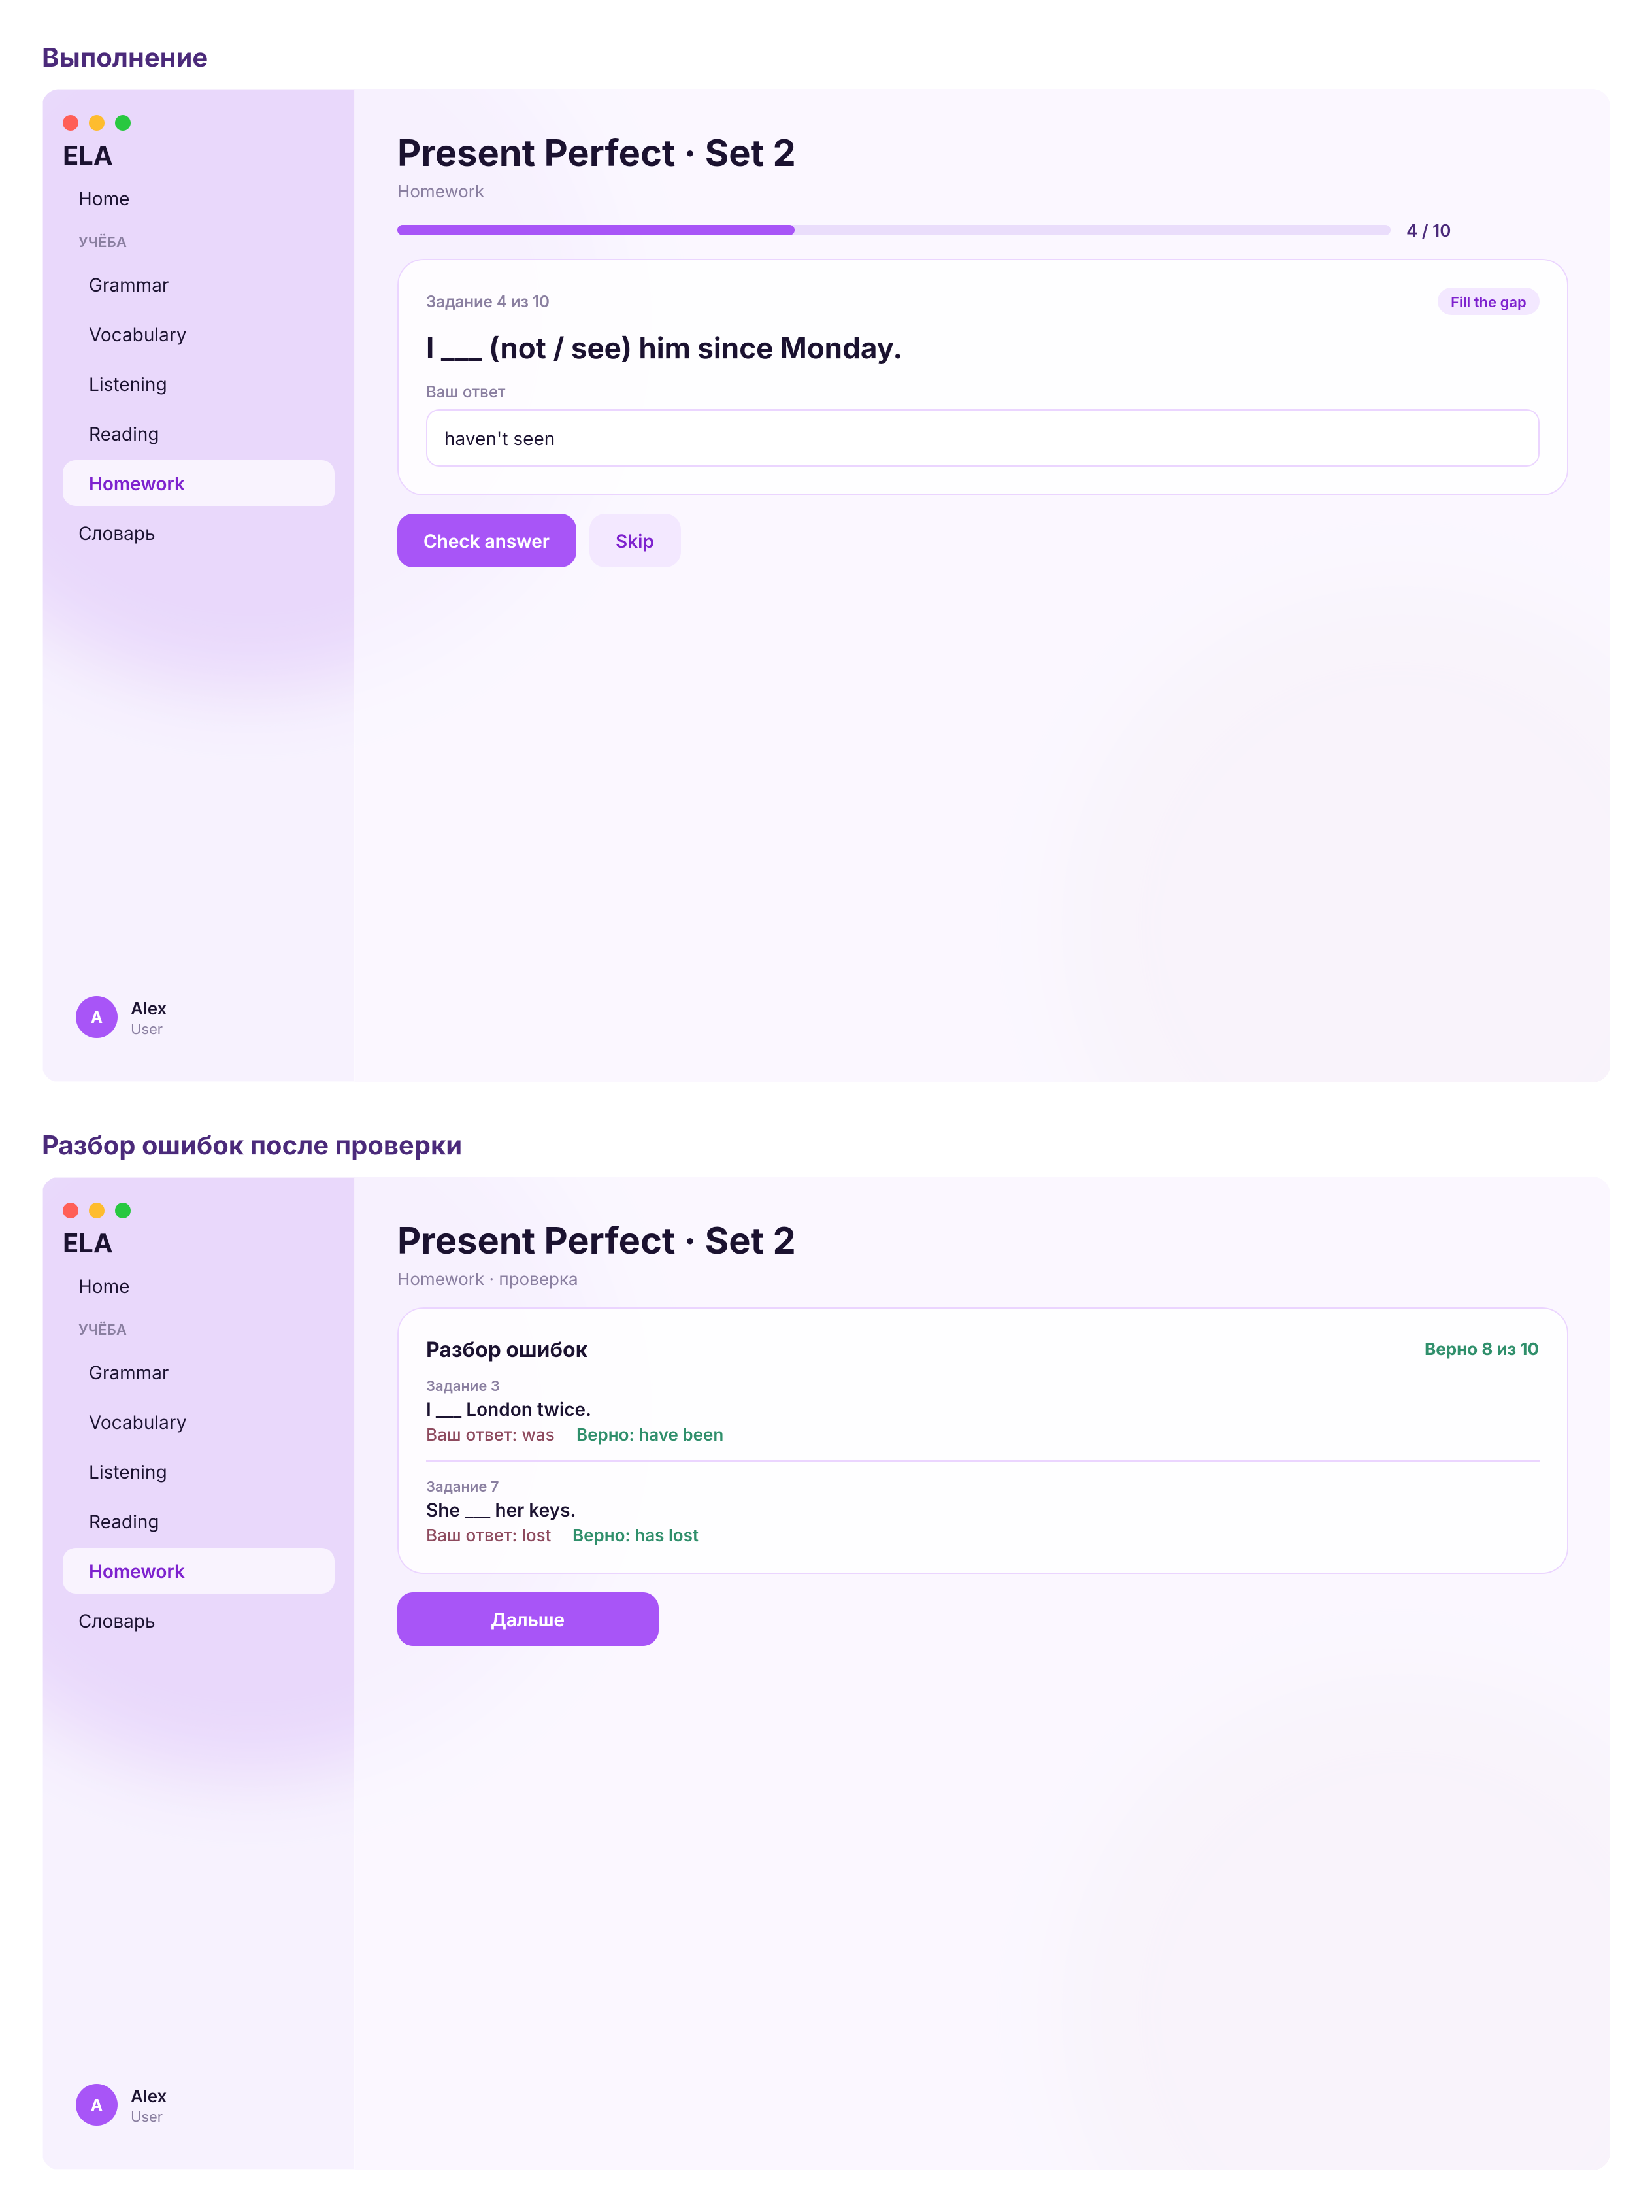 Выполнение
ELA
Home
УЧЁБА
Grammar
Vocabulary
Listening
Reading
Homework
Словарь
A
Alex
User
Present Perfect · Set 2
Homework
4 / 10
Задание 4 из 10
Fill the gap
I ___ (not / see) him since Monday.
Ваш ответ
haven't seen
Check answer
Skip
Разбор ошибок после проверки
ELA
Home
УЧЁБА
Grammar
Vocabulary
Listening
Reading
Homework
Словарь
A
Alex
User
Present Perfect · Set 2
Homework · проверка
Разбор ошибок
Верно 8 из 10
Задание 3
I ___ London twice.
Ваш ответ: was Верно: have been
Задание 7
She ___ her keys.
Ваш ответ: lost Верно: has lost
Дальше